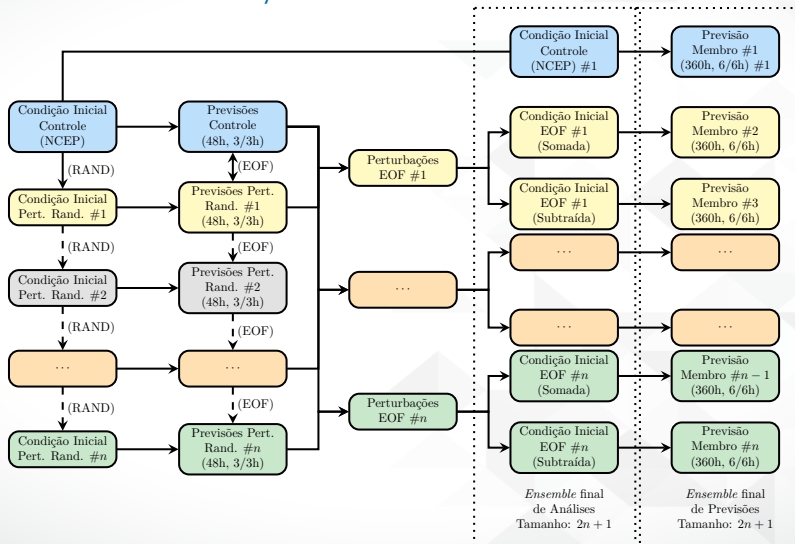 Condição Inicial
Controle
(NCEP) #1
Previsão
Membro #1
(360h, 6/6h) #1
Condição Inicial
Controle
(NCEP)
Previsões
Controle
(48h, 3/3h)
Condição Inicial
EOF #1
(Somada)
Previsão
Membro #2
(360h, 6/6h)
(RAND)
(EOF)
Perturbações
EOF #1
Condição Inicial
Pert. Rand. #1
Previsões Pert.
Rand. #1
(48h, 3/3h)
Condição Inicial
EOF #1
(Subtraída)
Previsão
Membro #3
(360h, 6/6h)
(RAND)
(EOF)
...
...
Condição Inicial
Pert. Rand. #2
Previsões Pert.
Rand. #2
(48h, 3/3h)
...
(RAND)
(EOF)
...
...
...
...
Condição Inicial
EOF #n
(Somada)
Previsão
Membro #n − 1
(360h, 6/6h)
(RAND)
(EOF)
Perturbações
EOF #n
Condição Inicial
Pert. Rand. #n
Previsões Pert.
Rand. #n
(48h, 3/3h)
Condição Inicial
EOF #n
(Subtraída)
Previsão
Membro #n
(360h, 6/6h)
Ensemble final
de Análises
Tamanho: 2n + 1
Ensemble final
de Previsões
Tamanho: 2n + 1